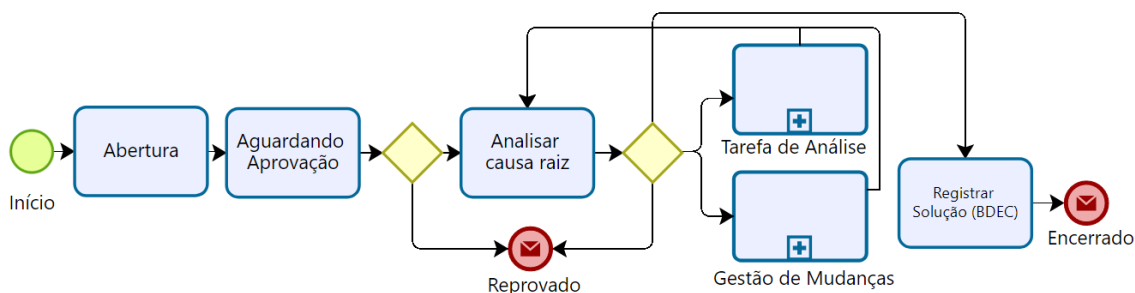 Início
Abertura
Aguardando
Aprovação
Analisar
causa raiz
Reprovado
Tarefa de Análise
Gestão de Mudanças
Registrar
Solução (BDEC)
Encerrado